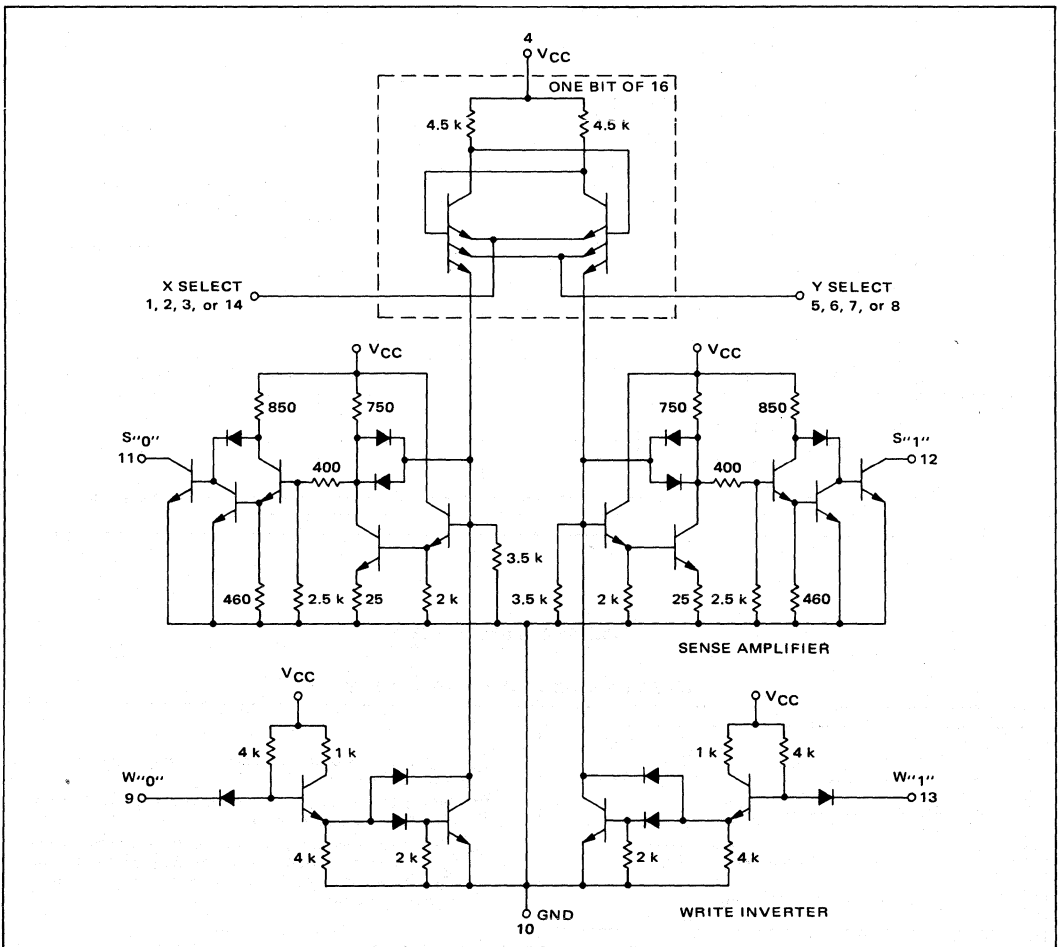 4
VCC
ONE BIT OF 16
4.5 k
4.5 k
X SELECT
1, 2, 3, or 14
Y SELECT
5, 6, 7, or 8
VCC
VCC
850
750
750
850
S"0"
11
S"1"
12
400
400
3.5 k
460
2.5 k
25
2 k
3.5 k
2 k
25
2.5 k
460
SENSE AMPLIFIER
VCC
VCC
4 k
1 k
1 k
4 k
W"0"
9
W"1"
13
4 k
2 k
2 k
4 k
GND
10
WRITE INVERTER